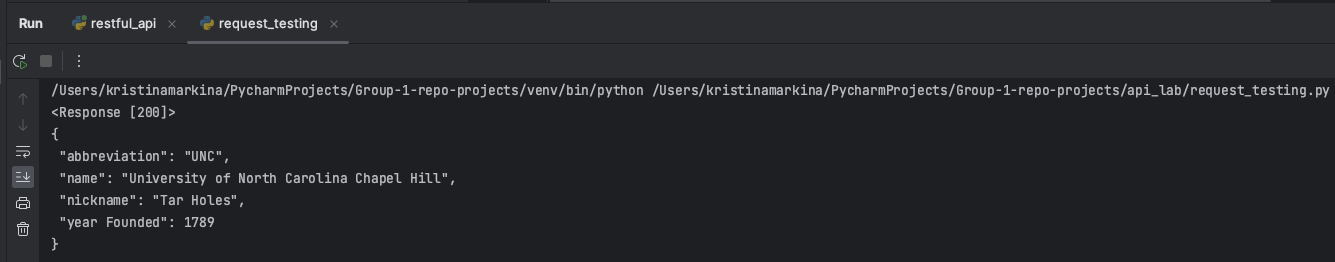 Run restful_api × request_testing ×
/Users/kristinamarkina/PycharmProjects/Group-1-repo-projects/venv/bin/python /Users/kristinamarkina/PycharmProjects/Group-1-repo-projects/api_lab/request_testing.py
<Response [200]>
{
 "abbreviation": "UNC",
 "name": "University of North Carolina Chapel Hill",
 "nickname": "Tar Holes",
 "year Founded": 1789
}